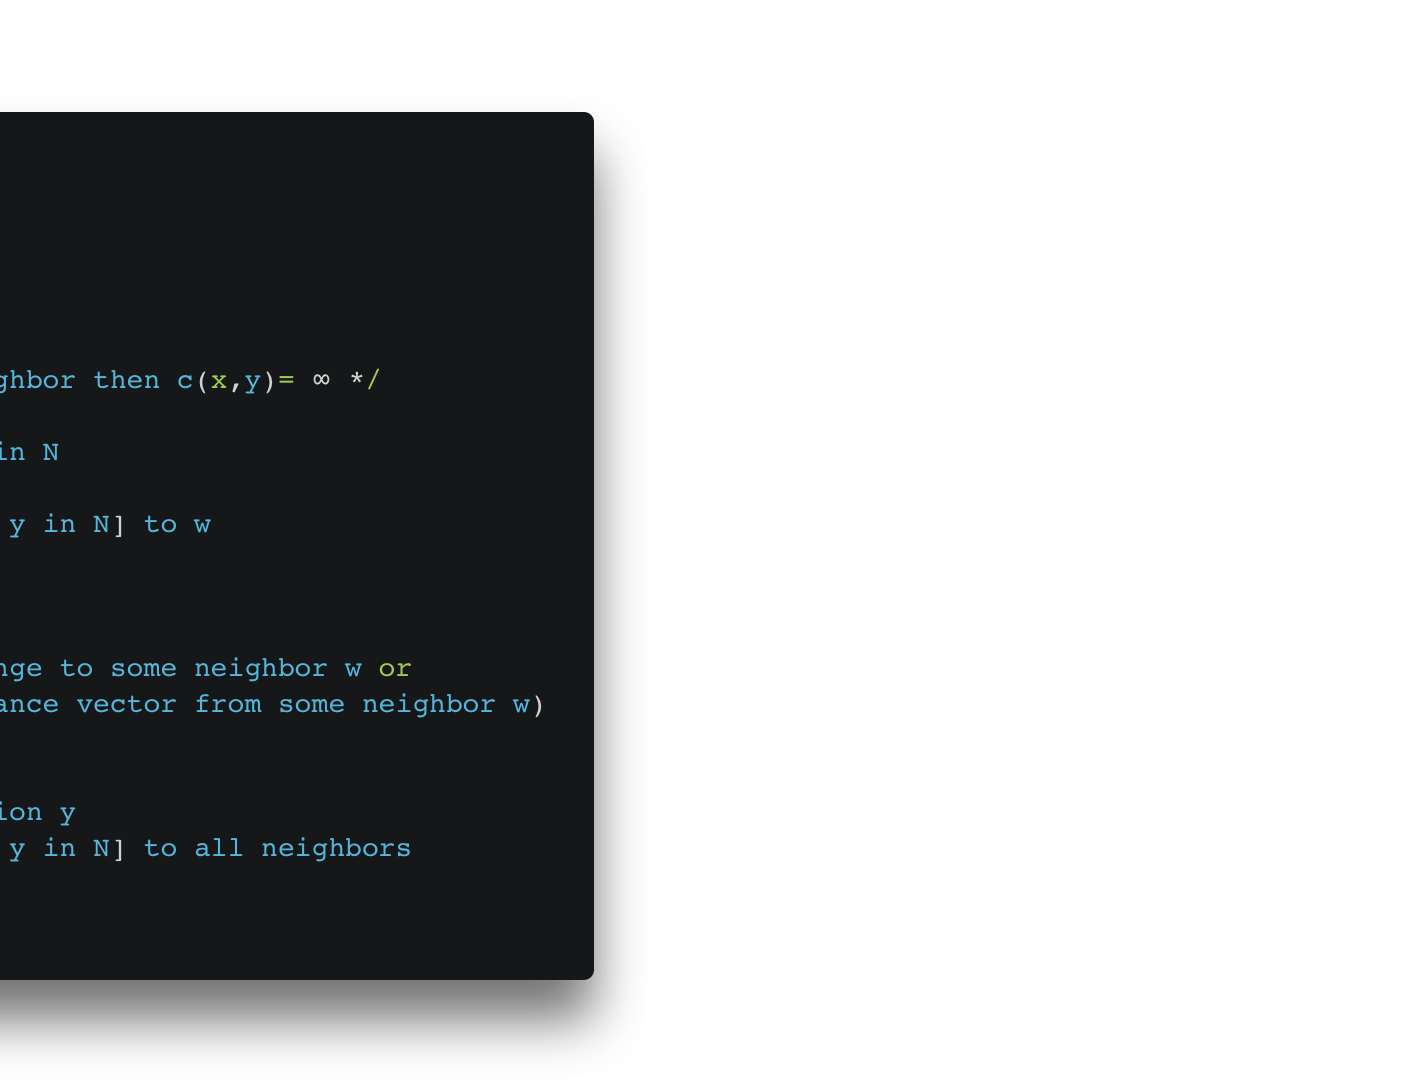 ghbor then c(x,y)= ∞ */
in N
y in N] to w
nge to some neighbor w or
ance vector from some neighbor w)
ion y
y in N] to all neighbors